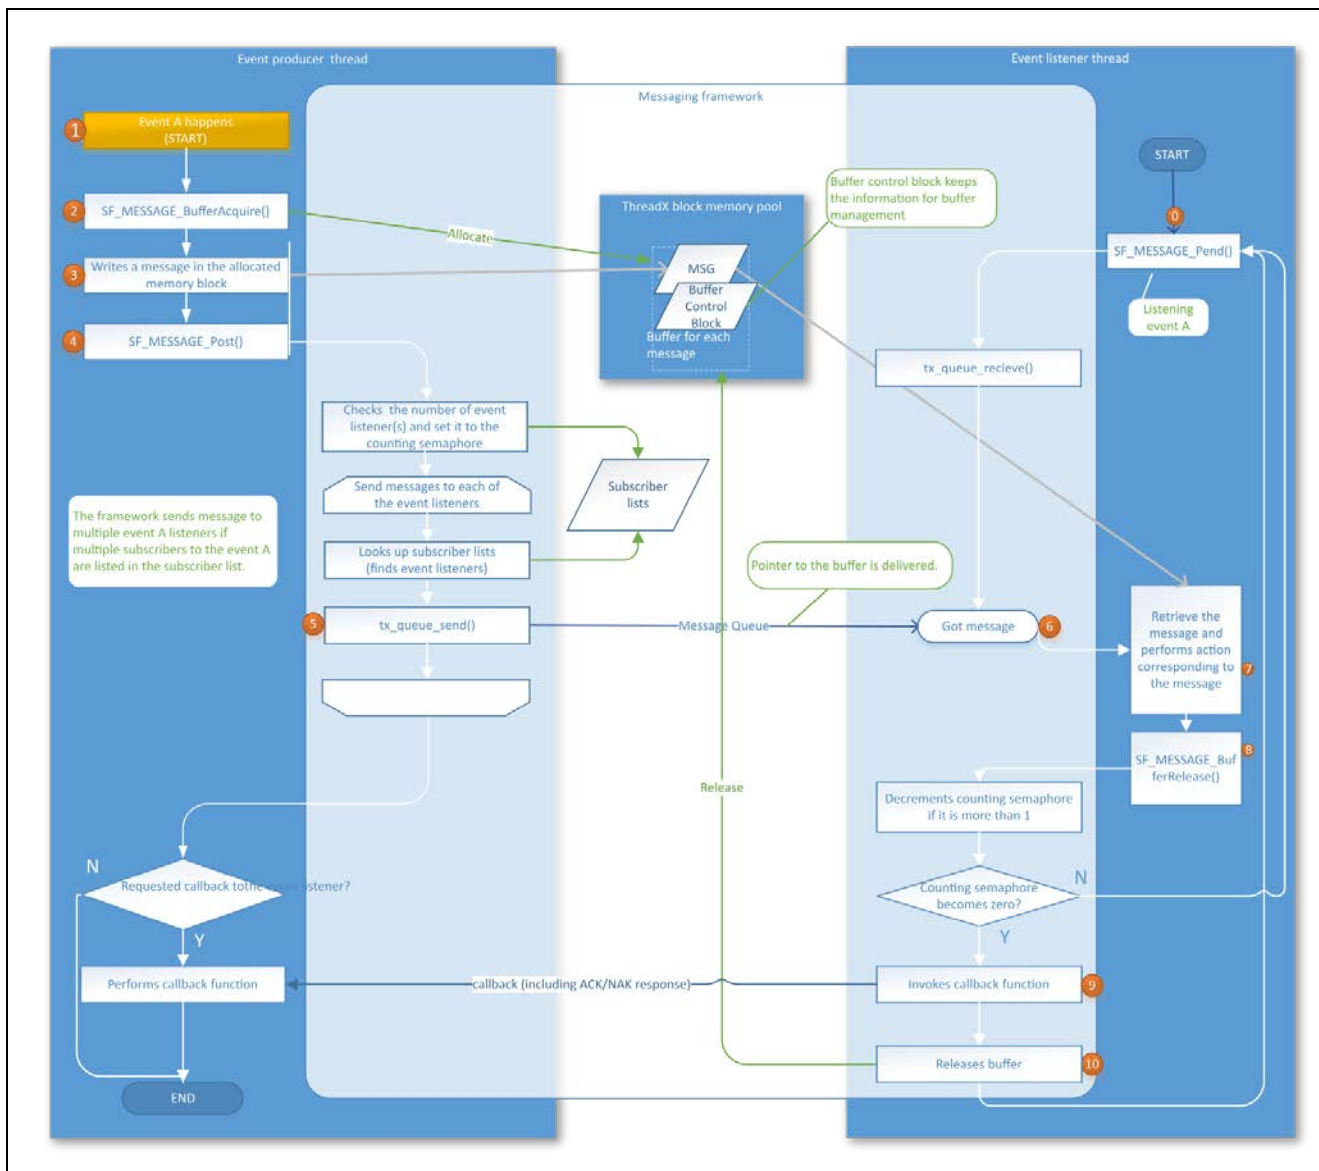 Event producer thread
Event listener thread
Messaging framework
1
Event A happens
(START)
START
0
2
SF_MESSAGE_BufferAcquire()
Allocate
ThreadX block memory pool
Buffer control block keeps
the information for buffer
management
SF_MESSAGE_Pend()
3
Writes a message in the allocated
memory block
MSG
Buffer
Control
Block
Buffer for each
message
Listening
event A
4
SF_MESSAGE_Post()
tx_queue_recieve()
Checks the number of event
listener(s) and set it to the
counting semaphore
Send messages to each of
the event listeners
Subscriber
lists
The framework sends message to
multiple event A listeners if
multiple subscribers to the event A
are listed in the subscriber list.
Looks up subscriber lists
(finds event listeners)
Pointer to the buffer is delivered.
5
tx_queue_send()
Message Queue
Got message
6
Retrieve the
message and
performs action
corresponding to
the message
7
SF_MESSAGE_Buf
ferRelease()
8
Release
Decrements counting semaphore
if it is more than 1
N
Requested callback tothe event listener?
Y
Counting semaphore
becomes zero?
N
Y
Performs callback function
callback (including ACK/NAK response)
Invokes callback function
9
Releases buffer
10
END